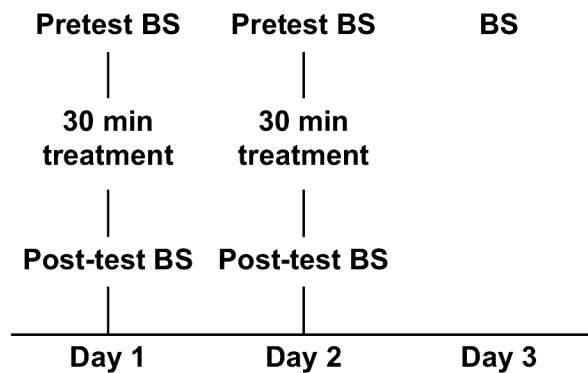 Pretest BS Pretest BS BS
30 min 30 min
treatment treatment
Post-test BS Post-test BS
Day 1 Day 2 Day 3